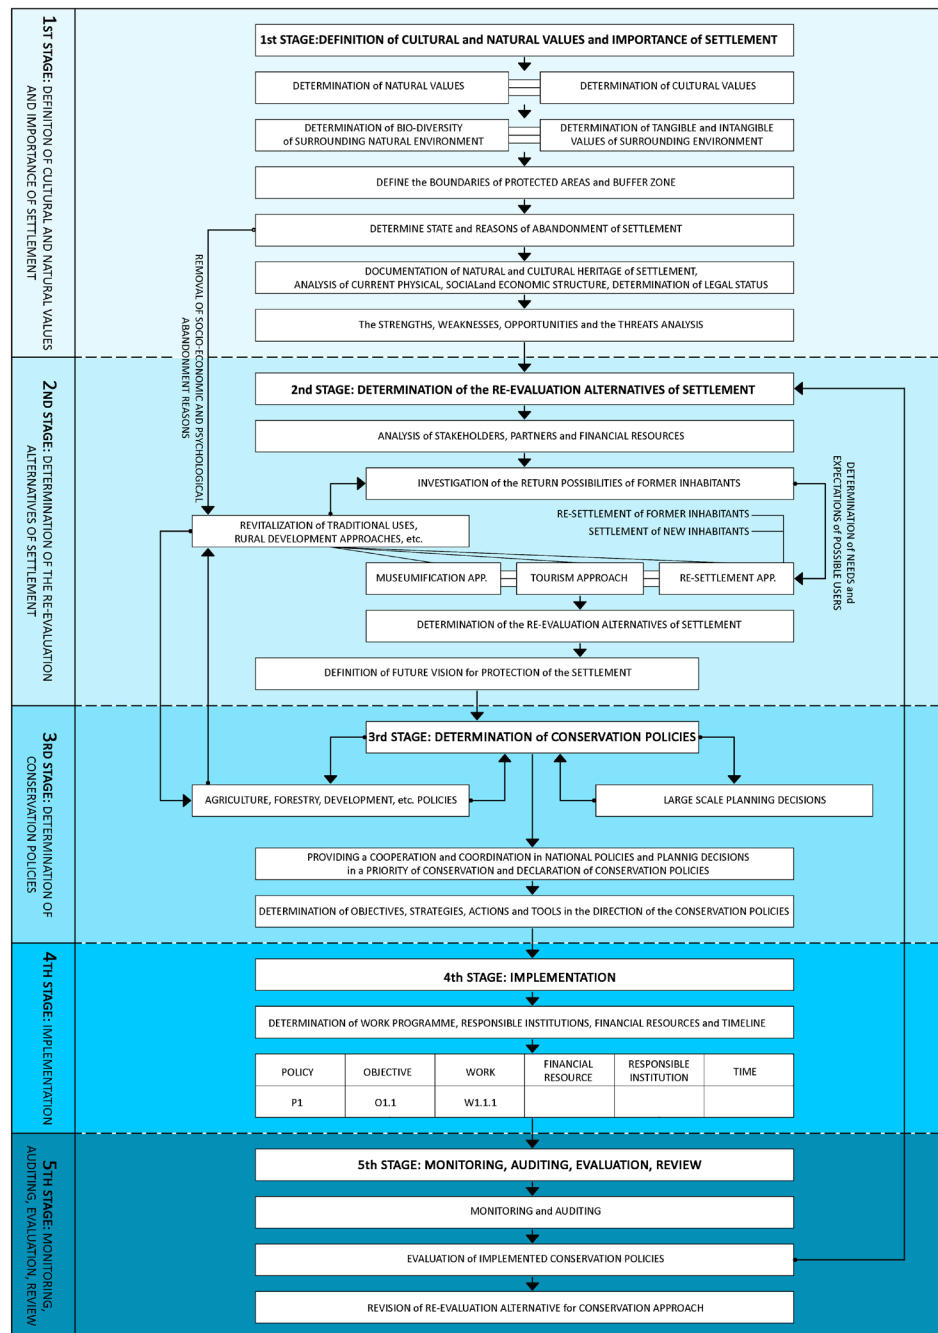 1ST STAGE: DEFINITON OF CULTURAL AND NATURAL VALUES
AND IMPORTANCE OF SETTLEMENT
1st STAGE:DEFINITION of CULTURAL and NATURAL VALUES and IMPORTANCE of SETTLEMENT
DETERMINATION of NATURAL VALUES
DETERMINATION of CULTURAL VALUES
DETERMINATION of BIO-DIVERSITY
of SURROUNDING NATURAL ENVIRONMENT
DETERMINATION of TANGIBLE and INTANGIBLE
VALUES of SURROUNDING ENVIRONMENT
DEFINE the BOUNDARIES of PROTECTED AREAS and BUFFER ZONE
DETERMINE STATE and REASONS of ABANDONMENT of SETTLEMENT
DOCUMENTATION of NATURAL and CULTURAL HERITAGE of SETTLEMENT,
ANALYSIS of CURRENT PHYSICAL, SOCIALand ECONOMIC STRUCTURE, DETERMINATION of LEGAL STATUS
The STRENGTHS, WEAKNESSES, OPPORTUNITIES and the THREATS ANALYSIS
REMOVAL OF SOCIO-ECONOMIC AND PSYCHOLOGICAL
ABANDONMENT REASONS
2ND STAGE: DETERMINATION OF THE RE-EVALUATION
ALTERNATIVES OF SETTLEMENT
2nd STAGE: DETERMINATION of the RE-EVALUATION ALTERNATIVES of SETTLEMENT
ANALYSIS of STAKEHOLDERS, PARTNERS and FINANCIAL RESOURCES
INVESTIGATION of the RETURN POSSIBILITIES of FORMER INHABITANTS
DETERMINATION of NEEDS and
EXPECTATIONS of POSSIBLE USERS
RE-SETTLEMENT of FORMER INHABITANTS
SETTLEMENT of NEW INHABITANTS
REVITALIZATION of TRADITIONAL USES,
RURAL DEVELOPMENT APPROACHES, etc.
MUSEUMIFICATION APP.
TOURISM APPROACH
RE-SETTLEMENT APP.
DETERMINATION of the RE-EVALUATION ALTERNATIVES of SETTLEMENT
DEFINITION of FUTURE VISION for PROTECTION of the SETTLEMENT
3RD STAGE: DETERMINATION OF
CONSERVATION POLICIES
3rd STAGE: DETERMINATION of CONSERVATION POLICIES
AGRICULTURE, FORESTRY, DEVELOPMENT, etc. POLICIES
LARGE SCALE PLANNING DECISIONS
PROVIDING a COOPERATION and COORDINATION in NATIONAL POLICIES and PLANNIG DECISIONS
in a PRIORITY of CONSERVATION and DECLARATION of CONSERVATION POLICIES
DETERMINATION of OBJECTIVES, STRATEGIES, ACTIONS and TOOLS in the DIRECTION of the CONSERVATION POLICIES
4TH STAGE: IMPLEMENTATION
4th STAGE: IMPLEMENTATION
DETERMINATION of WORK PROGRAMME, RESPONSIBLE INSTITUTIONS, FINANCIAL RESOURCES and TIMELINE
POLICY
OBJECTIVE
WORK
FINANCIAL
RESOURCE
RESPONSIBLE
INSTITUTION
TIME
P1
O1.1
W1.1.1
5TH STAGE: MONITORING,
AUDITING, EVALUATION, REVIEW
5th STAGE: MONITORING, AUDITING, EVALUATION, REVIEW
MONITORING and AUDITING
EVALUATION of IMPLEMENTED CONSERVATION POLICIES
REVISION of RE-EVALUATION ALTERNATIVE for CONSERVATION APPROACH